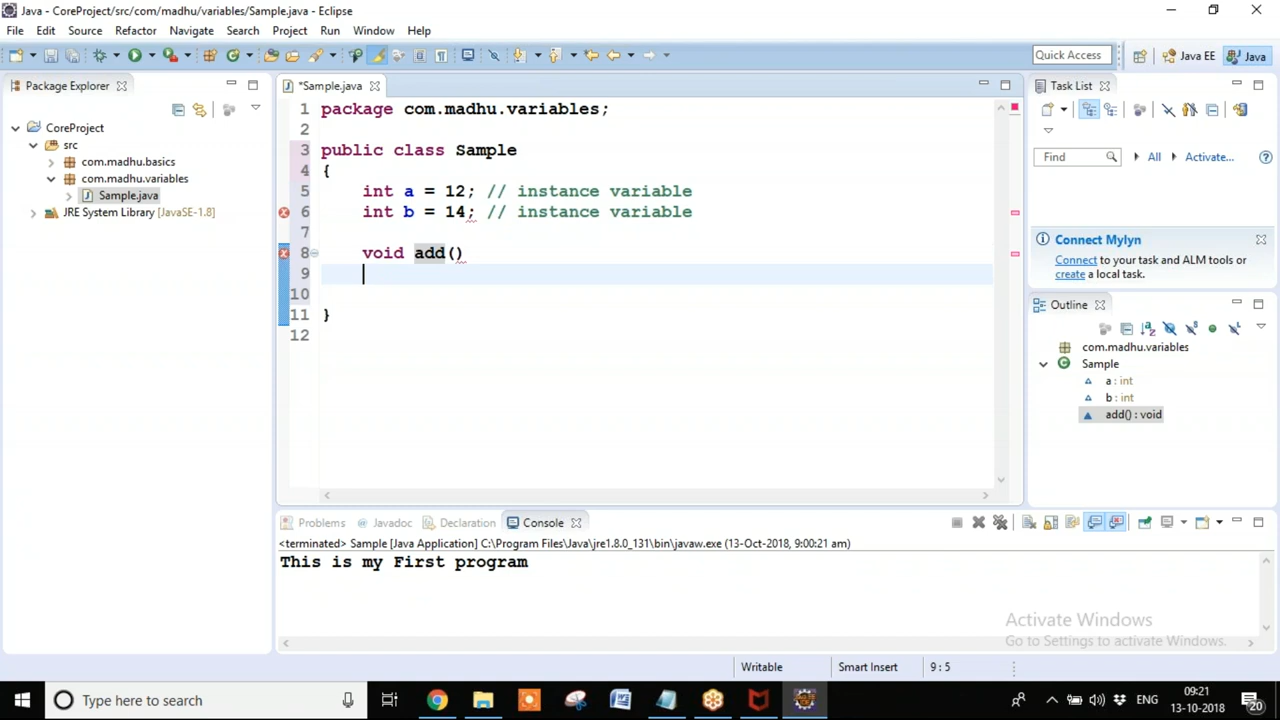 Java - CoreProject/src/com/madhu/variables/Sample.java - Eclipse
File Edit Source Refactor Navigate Search Project Run Window Help
Quick Access
Java EE
Java
Package Explorer
CoreProject
src
com.madhu.basics
com.madhu.variables
Sample.java
JRE System Library [JavaSE-1.8]
*Sample.java
1 package com.madhu.variables;
2
3 public class Sample
4 {
5 int a = 12; // instance variable
6 int b = 14; // instance variable
7
8 void add()
9
10
11 }
12
Task List
Find
All
Activate...
Connect Mylyn
Connect to your task and ALM tools or
create a local task.
Outline
com.madhu.variables
Sample
a : int
b : int
add() : void
Problems @ Javadoc Declaration Console
<terminated> Sample [Java Application] C:\Program Files\Java\jre1.8.0_131\bin\javaw.exe (13-Oct-2018, 9:00:21 am)
This is my First program
Activate Windows
Go to Settings to activate Windows.
Writable
Smart Insert
9 : 5
Type here to search
ENG
09:21
13-10-2018
20